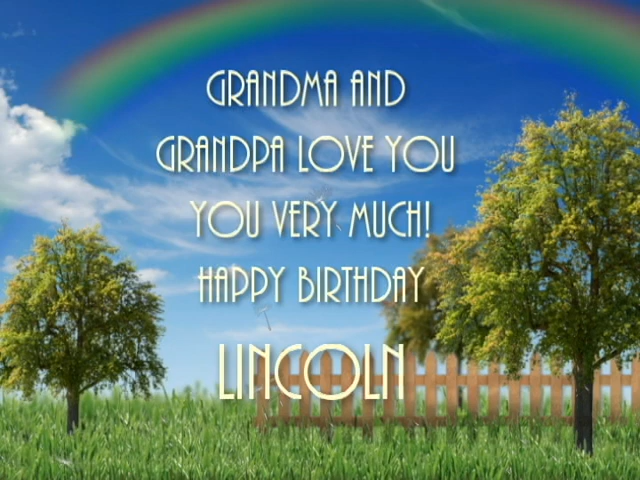 GRANDMA AND
GRANDPA LOVE YOU
YOU VERY MUCH!
HAPPY BIRTHDAY
LINCOLN